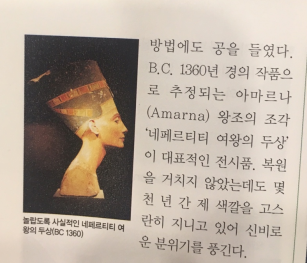 방법에도 공을 들였다.
B.C. 1360년 경의 작품으
로 추정되는 아마르나
(Amarna) 왕조의 조각
'네페르티티 여왕의 두상'
이 대표적인 전시품. 복원
을 거치지 않았는데도 몇
천 년 간 제 색깔을 고스
란히 지니고 있어 신비로
운 분위기를 풍긴다.
놀랍도록 사실적인 네페르티티 여
왕의 두상(BC 1360)